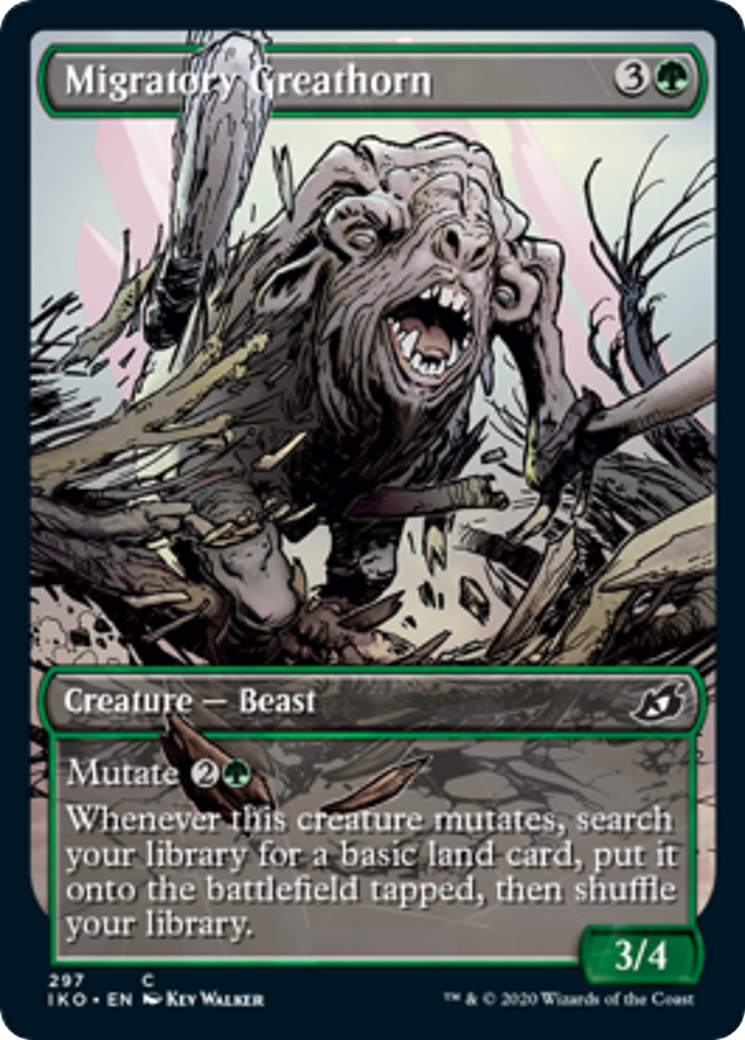 Migratory Greathorn 3
Creature — Beast
Mutate 2
Whenever this creature mutates, search
your library for a basic land card, put it
onto the battlefield tapped, then shuffle
your library.
3/4
297 C
IKO • EN Kev Walker
™ & © 2020 Wizards of the Coast